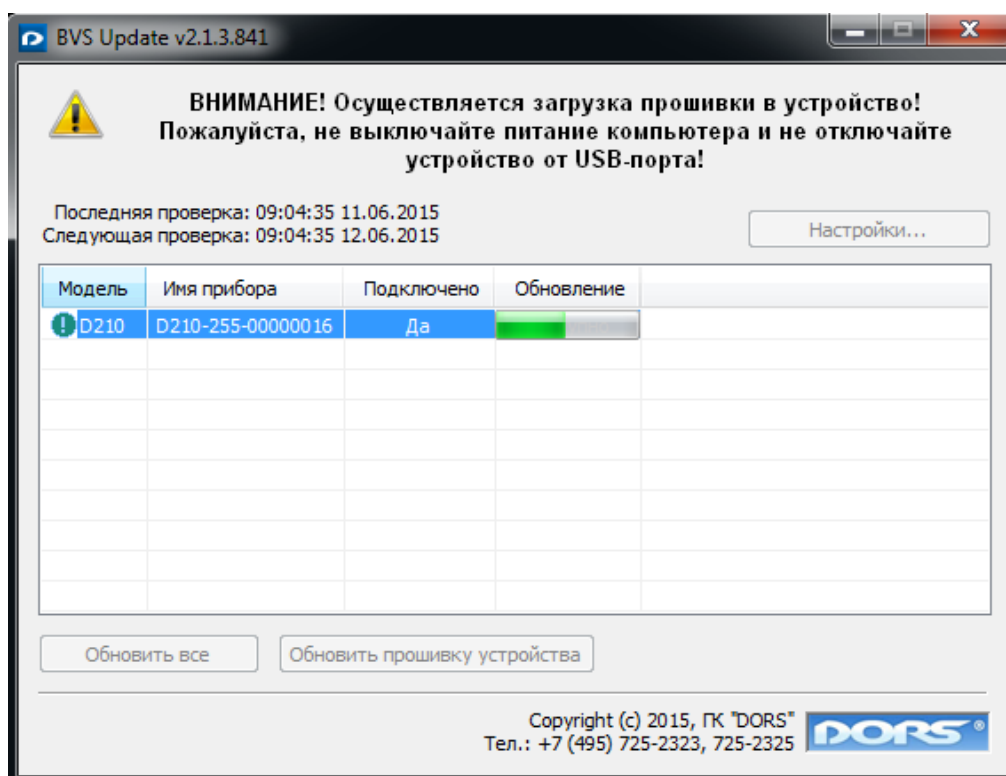 BVS Update v2.1.3.841
ВНИМАНИЕ! Осуществляется загрузка прошивки в устройство!
Пожалуйста, не выключайте питание компьютера и не отключайте
устройство от USB-порта!
Последняя проверка: 09:04:35 11.06.2015
Следующая проверка: 09:04:35 12.06.2015
Настройки...
Модель Имя прибора Подключено Обновление
D210 D210-255-00000016 Да
Обновить все Обновить прошивку устройства
Copyright (c) 2015, ГК "DORS"
Тел.: +7 (495) 725-2323, 725-2325
DORS®